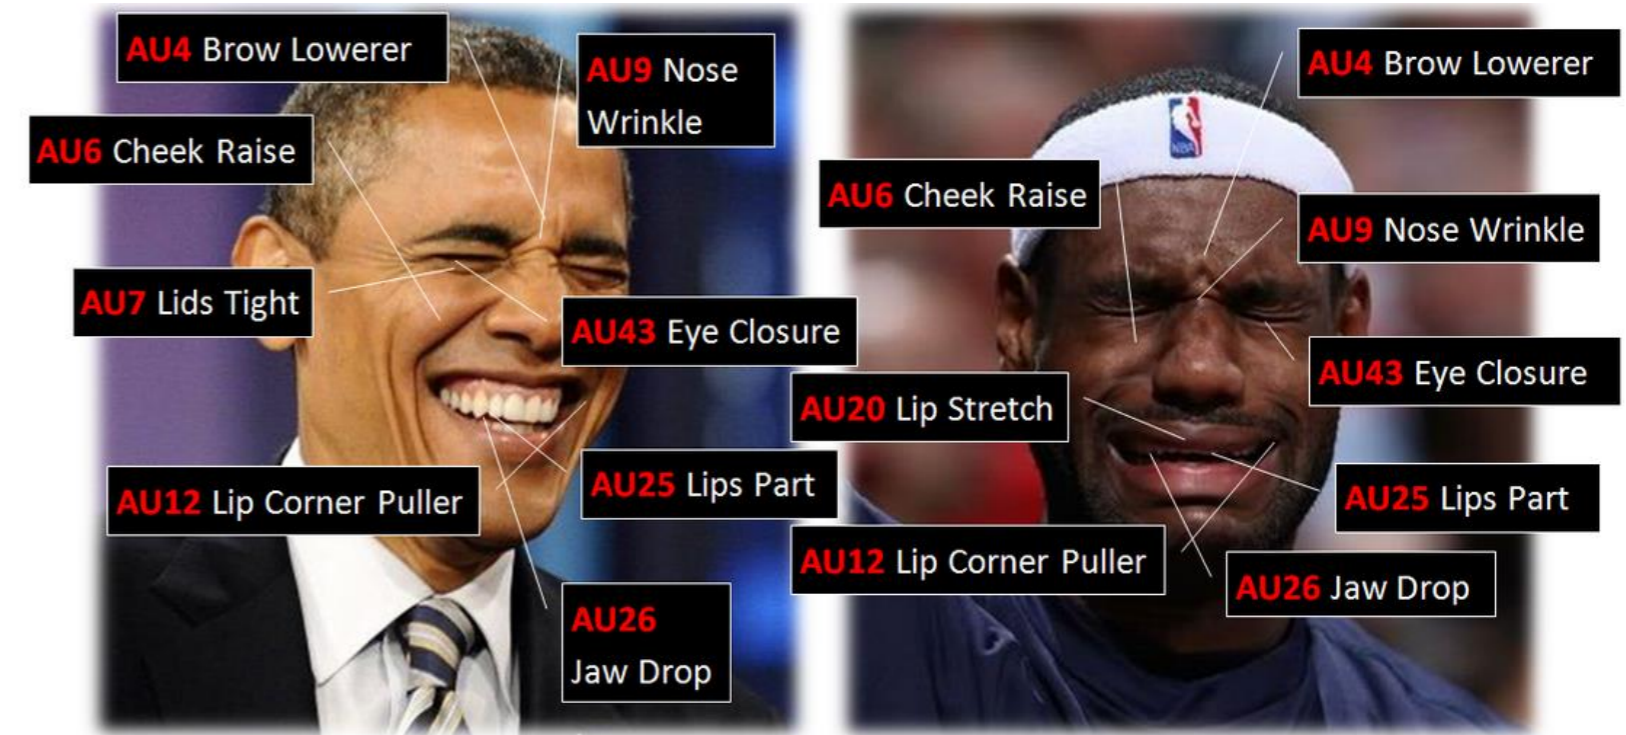 AU4 Brow Lowerer
AU9 Nose
Wrinkle
AU6 Cheek Raise
AU7 Lids Tight
AU43 Eye Closure
AU12 Lip Corner Puller
AU25 Lips Part
AU26
Jaw Drop
AU4 Brow Lowerer
NBA
AU6 Cheek Raise
AU9 Nose Wrinkle
AU43 Eye Closure
AU20 Lip Stretch
AU25 Lips Part
AU12 Lip Corner Puller
AU26 Jaw Drop